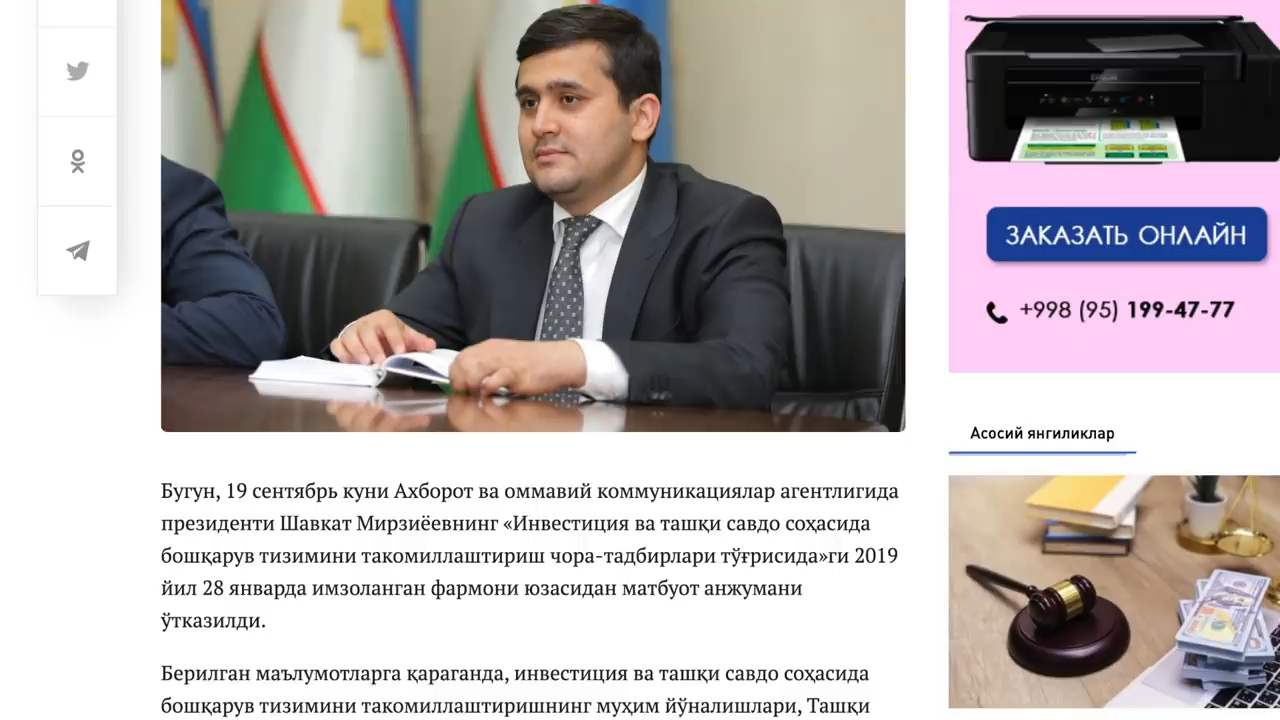 EPSON
ЗАКАЗАТЬ ОНЛАЙН
+998 (95) 199-47-77
Асосий янгиликлар
Бугун, 19 сентябрь куни Ахборот ва оммавий коммуникациялар агентлигида
президенти Шавкат Мирзиёевнинг «Инвестиция ва ташқи савдо соҳасида
бошқарув тизимини такомиллаштириш чора-тадбирлари тўғрисида»ги 2019
йил 28 январда имзоланган фармони юзасидан матбуот анжумани
ўтказилди.
Берилган маълумотларга қараганда, инвестиция ва ташқи савдо соҳасида
бошқарув тизимини такомиллаштиришнинг муҳим йўналишлари, Ташқи